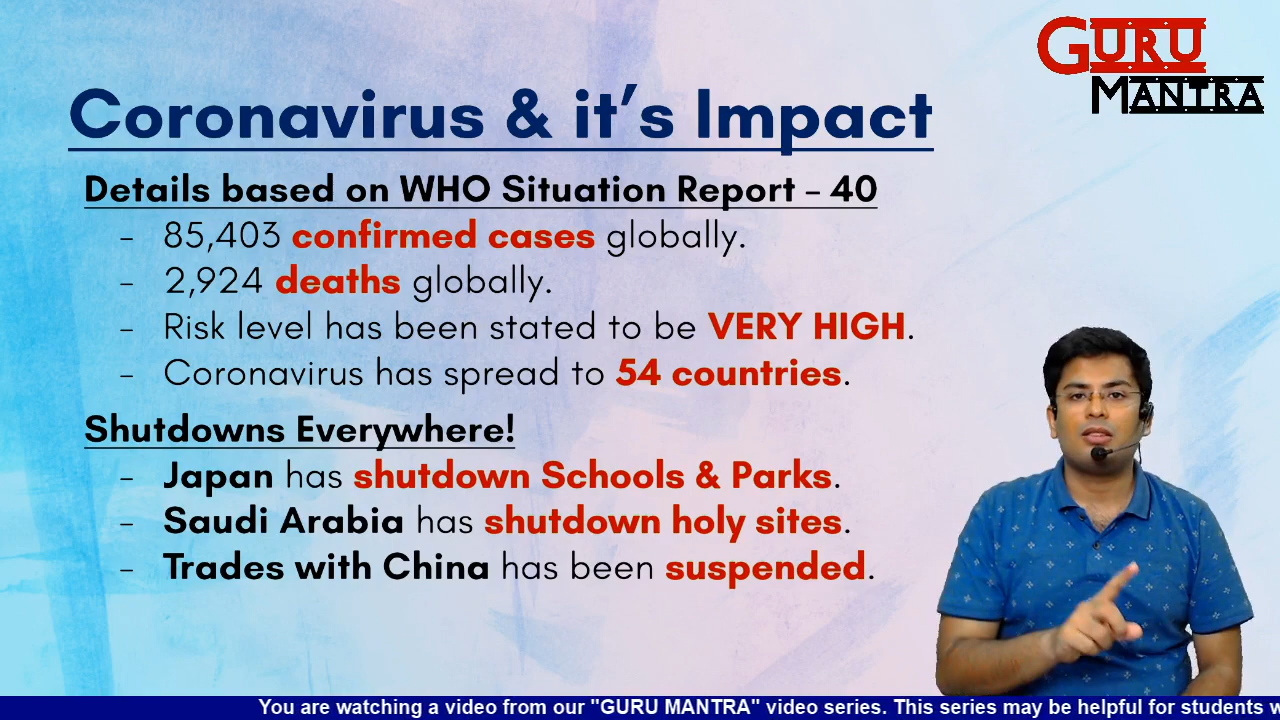 GURU
MANTRA
Coronavirus & it’s Impact
Details based on WHO Situation Report – 40
– 85,403 confirmed cases globally.
– 2,924 deaths globally.
– Risk level has been stated to be VERY HIGH.
– Coronavirus has spread to 54 countries.
Shutdowns Everywhere!
– Japan has shutdown Schools & Parks.
– Saudi Arabia has shutdown holy sites.
– Trades with China has been suspended.
You are watching a video from our "GURU MANTRA" video series. This series may be helpful for students